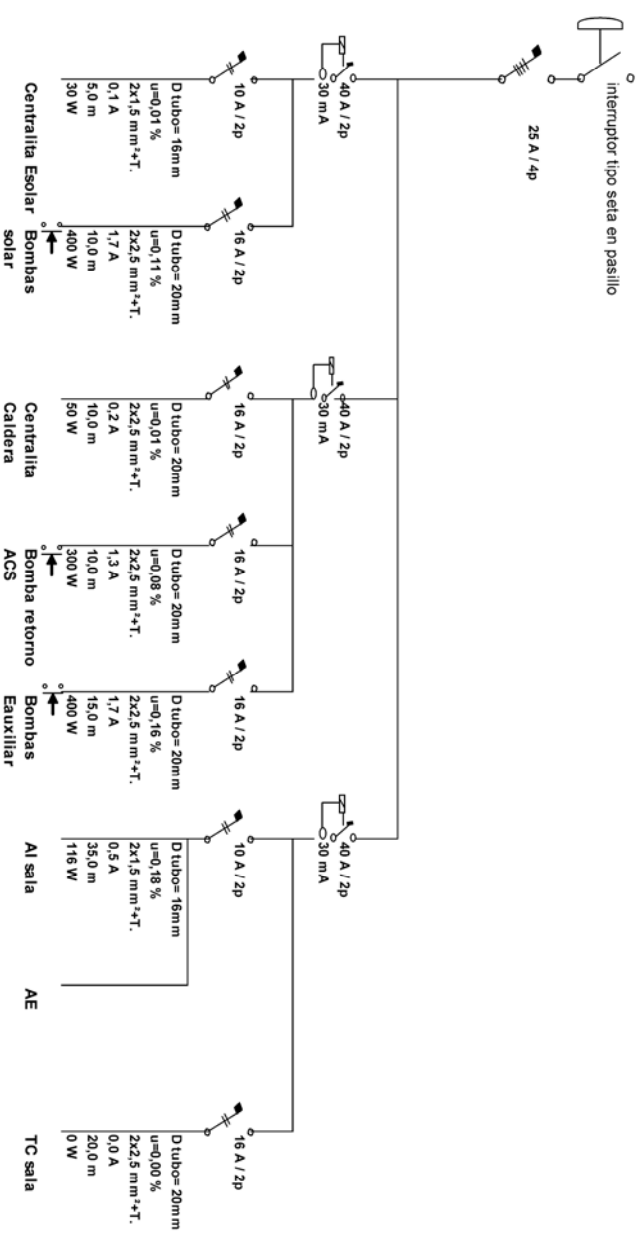 interruptor tipo seta en pasillo
25 A / 4p
40 A / 2p
30 mA
10 A / 2p
D tubo= 16mm
u=0,01 %
2x1,5 mm²+T.
0,1 A
5,0 m
30 W
Centralita Esolar
16 A / 2p
D tubo= 20mm
u=0,11 %
2x2,5 mm²+T.
1,7 A
10,0 m
400 W
Bombas
solar
40 A / 2p
30 mA
16 A / 2p
D tubo= 20mm
u=0,01 %
2x2,5 mm²+T.
0,2 A
10,0 m
50 W
Centralita
Caldera
16 A / 2p
D tubo= 20mm
u=0,08 %
2x2,5 mm²+T.
1,3 A
10,0 m
300 W
Bomba retorno
ACS
16 A / 2p
D tubo= 20mm
u=0,16 %
2x2,5 mm²+T.
1,7 A
15,0 m
400 W
Bombas
Eauxiliar
40 A / 2p
30 mA
10 A / 2p
D tubo= 16mm
u=0,18 %
2x1,5 mm²+T.
0,5 A
35,0 m
116 W
Al sala
AE
16 A / 2p
D tubo= 20mm
u=0,00 %
2x2,5 mm²+T.
0,0 A
20,0 m
0 W
TC sala